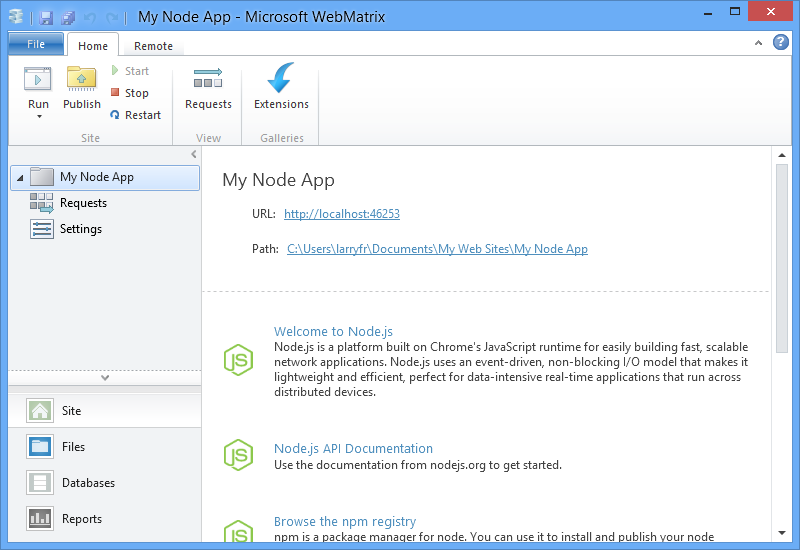 My Node App - Microsoft WebMatrix
File Home Remote
Run Publish Start Stop Restart Requests Extensions
Site View Galleries
My Node App
Requests
Settings
Site
Files
Databases
Reports
My Node App
URL: http://localhost:46253
Path: C:\Users\larryfr\Documents\My Web Sites\My Node App
JS
Welcome to Node.js
Node.js is a platform built on Chrome's JavaScript runtime for easily building fast, scalable
network applications. Node.js uses an event-driven, non-blocking I/O model that makes it
lightweight and efficient, perfect for data-intensive real-time applications that run across
distributed devices.
JS
Node.js API Documentation
Use the documentation from nodejs.org to get started.
JS
Browse the npm registry
npm is a package manager for node. You can use it to install and publish your node